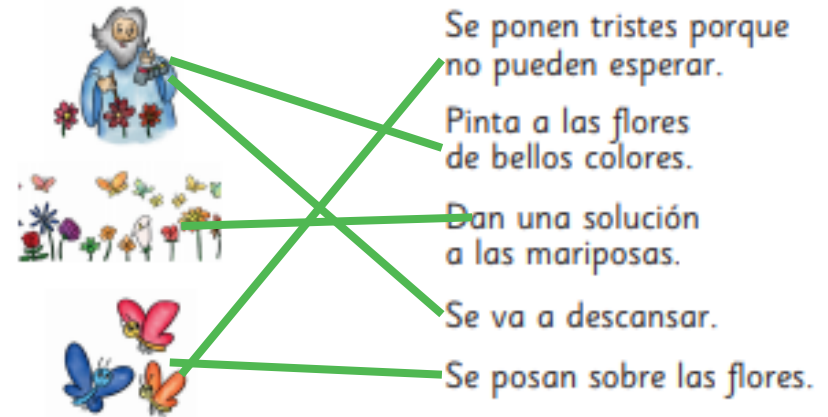 Se ponen tristes porque
no pueden esperar.
Pinta a las flores
de bellos colores.
Dan una solución
a las mariposas.
Se va a descansar.
Se posan sobre las flores.